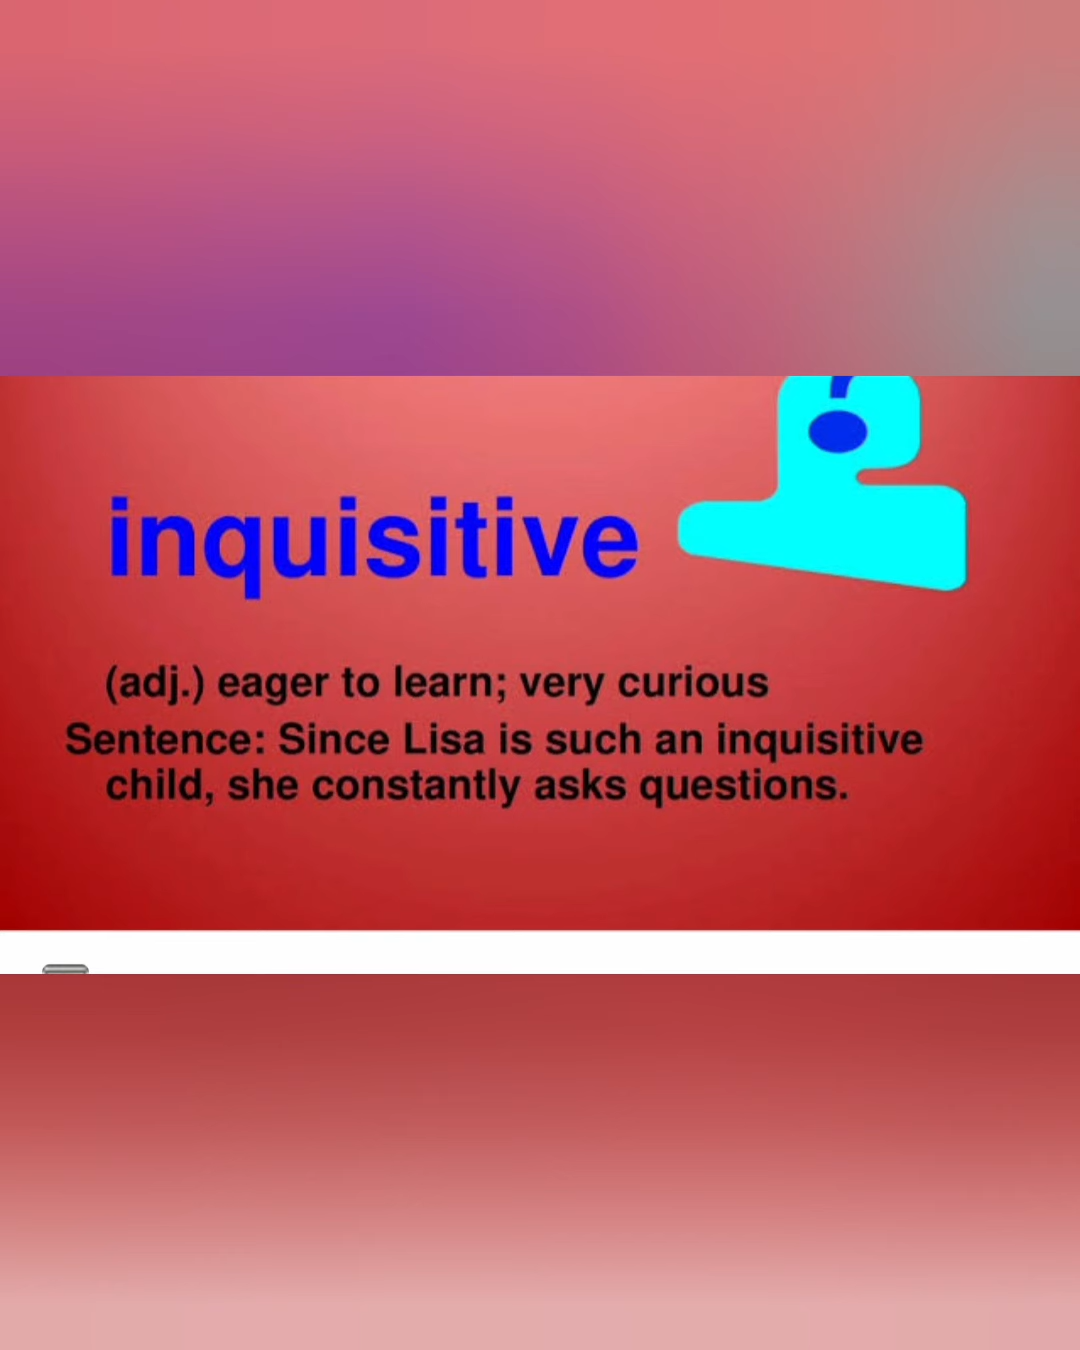 inquisitive
(adj.) eager to learn; very curious
Sentence: Since Lisa is such an inquisitive
child, she constantly asks questions.